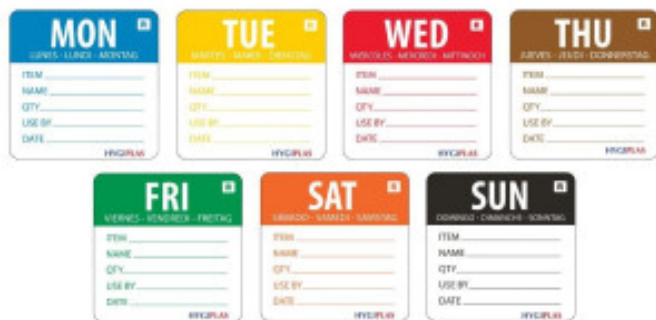 MON
LUNES - LUNDI - MONTAG
ITEM
NAME
QTY
USE BY
DATE
HYGIPLAS
TUE
MARTES - MARDI - DIENSTAG
ITEM
NAME
QTY
USE BY
DATE
HYGIPLAS
WED
MIERCOLES - MERCREDI - MITTWOCH
ITEM
NAME
QTY
USE BY
DATE
HYGIPLAS
THU
JUEVES - JEUDI - DONNERSTAG
ITEM
NAME
QTY
USE BY
DATE
HYGIPLAS
FRI
VIERNES - VENDREDI - FREITAG
ITEM
NAME
QTY
USE BY
DATE
HYGIPLAS
SAT
SABADO - SAMEDI - SAMSTAG
ITEM
NAME
QTY
USE BY
DATE
HYGIPLAS
SUN
DOMINGO - DIMANCHE - SONNTAG
ITEM
NAME
QTY
USE BY
DATE
HYGIPLAS